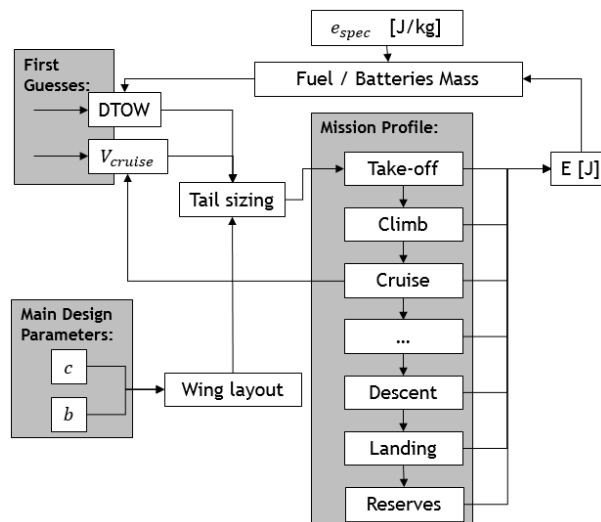 e_spec [J/kg]
First
Guesses:
Fuel / Batteries Mass
DTOW
Mission Profile:
V_cruise
Take-off
E [J]
Tail sizing
Climb
Cruise
Main Design
Parameters:
...
c
Wing layout
Descent
b
Landing
Reserves